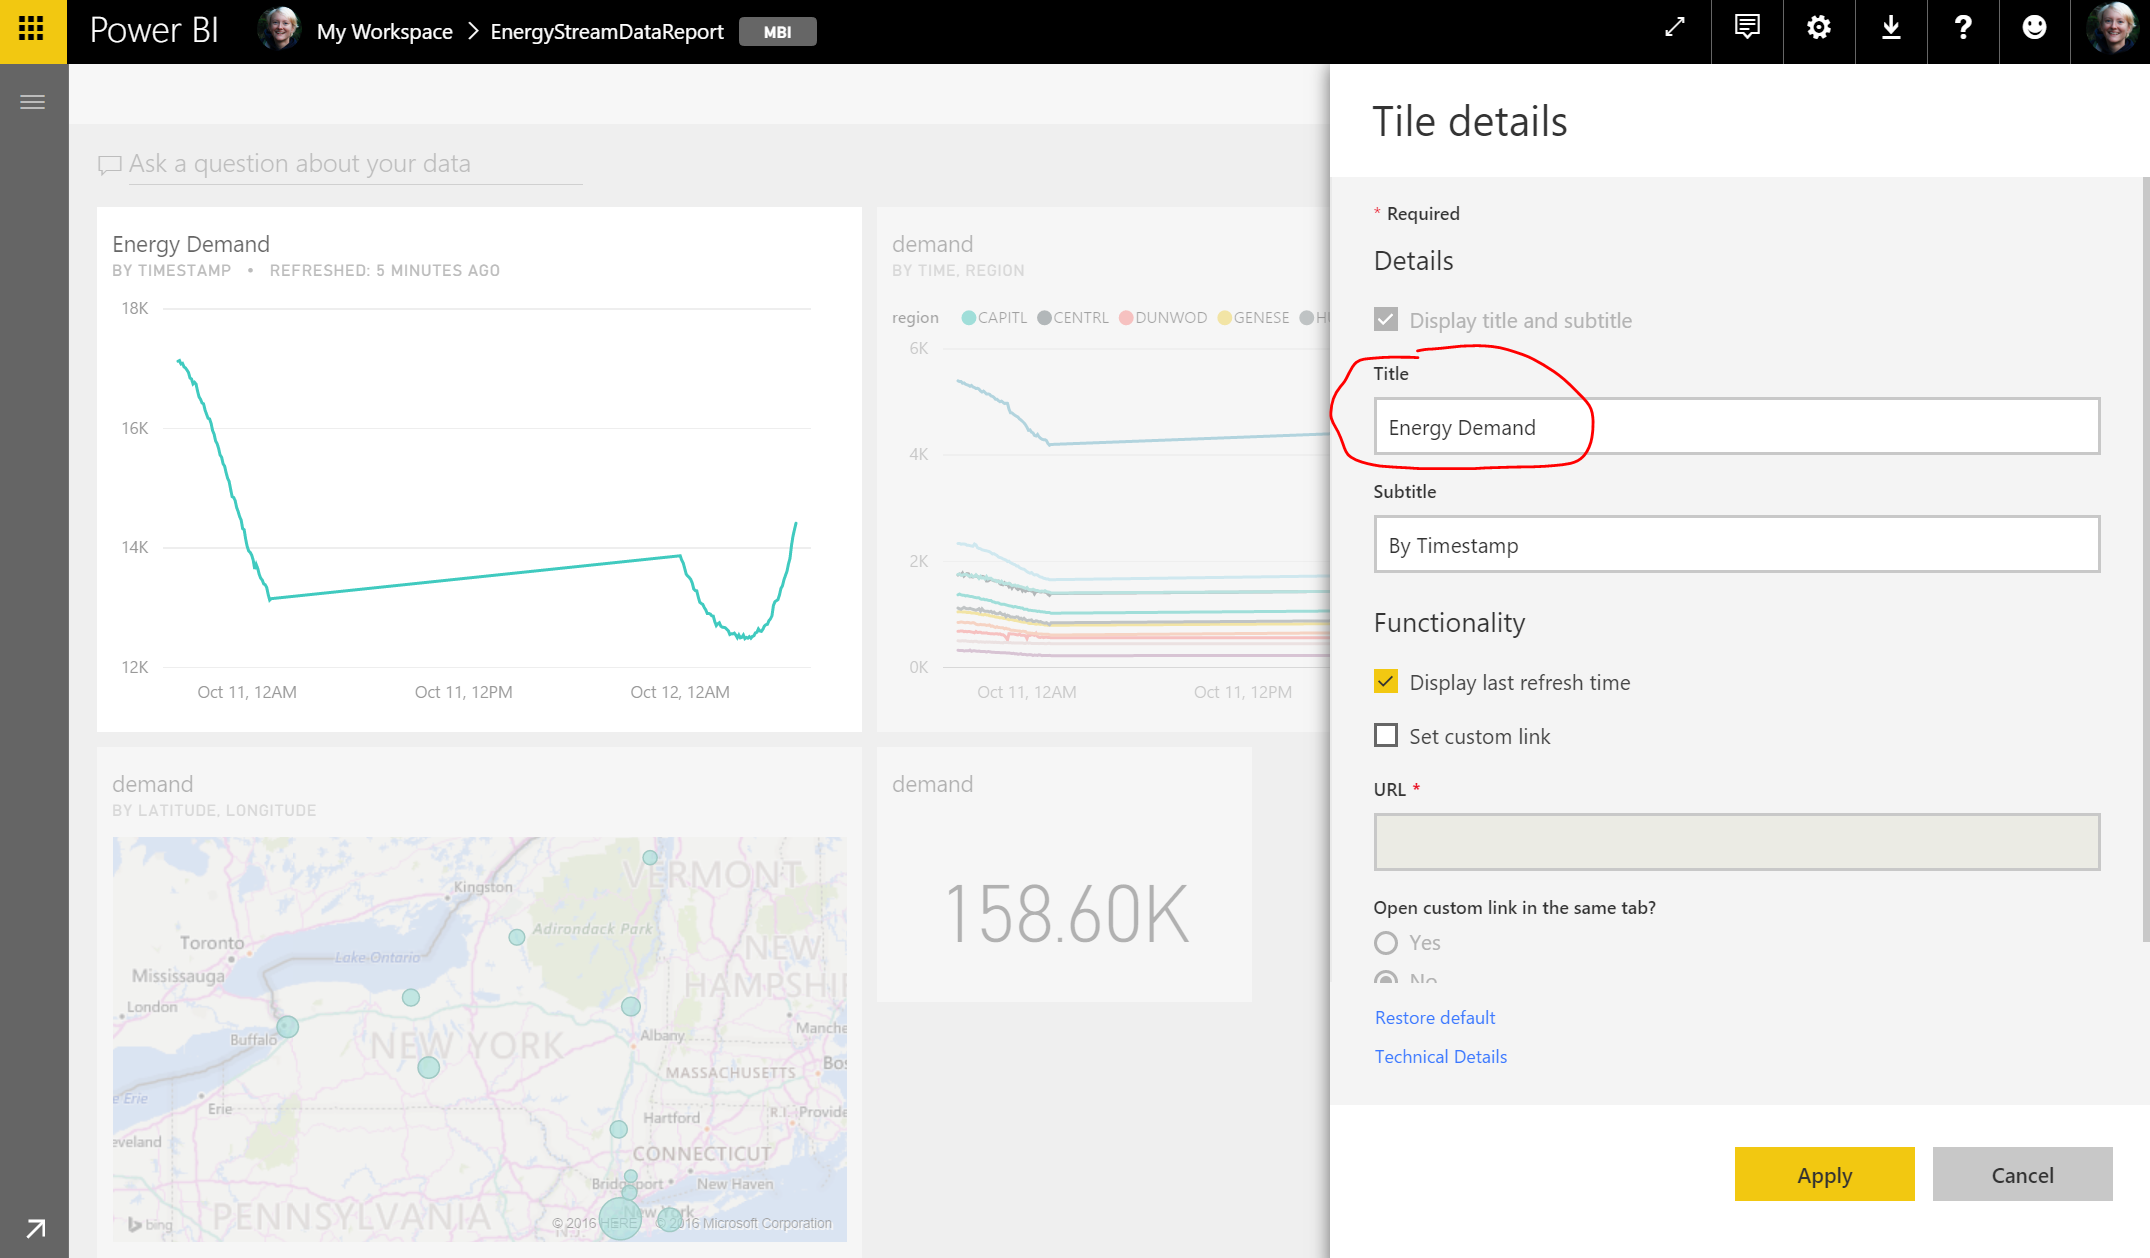 Power BI
My Workspace > EnergyStreamDataReport MBI
Ask a question about your data
Energy Demand
BY TIMESTAMP • REFRESHED: 5 MINUTES AGO
18K
16K
14K
12K
Oct 11, 12AM Oct 11, 12PM Oct 12, 12AM
demand
BY TIME, REGION
region CAPITL CENTRL DUNWOD GENESE
6K
4K
2K
0K
Oct 11, 12AM Oct 11, 12PM
demand
BY LATITUDE, LONGITUDE
VERMONT
Kingston
Adirondack Park
Toronto
NEW
Lake Ontario
Mississauga
HAMPSHI
London
Manche
Buffalo
NEW YORK
Albany
MASSACHUSETTS
Bos
e Erie
Erie
Hartford
R.I. Provide
eveland
CONNECTICUT
Bridgeport
New Haven
PENNSYLVANIA
New York
N.J.
bing
© 2016 HERE © 2016 Microsoft Corporation
demand
158.60K
Tile details
* Required
Details
Display title and subtitle
Title
Energy Demand
Subtitle
By Timestamp
Functionality
Display last refresh time
Set custom link
URL *
Open custom link in the same tab?
Yes
No
Restore default
Technical Details
Apply Cancel